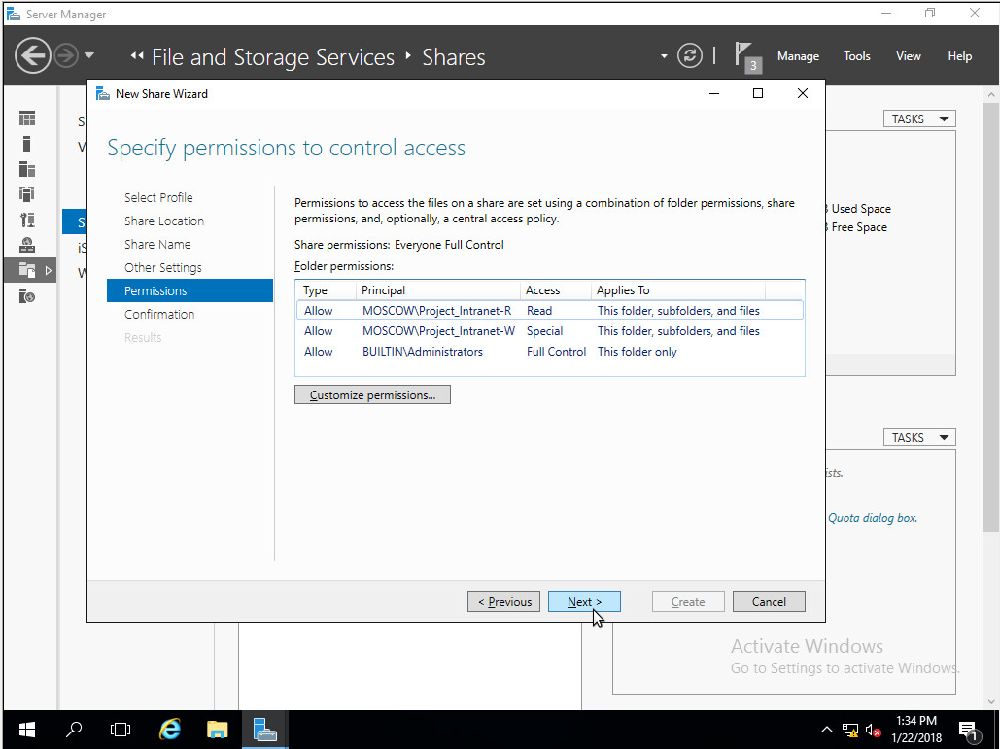 Server Manager
File and Storage Services
Shares
3
Manage
Tools
View
Help
New Share Wizard
TASKS
Specify permissions to control access
Select Profile
Share Location
Share Name
Other Settings
Permissions
Confirmation
Results
Permissions to access the files on a share are set using a combination of folder permissions, share
permissions, and, optionally, a central access policy.
Share permissions: Everyone Full Control
Folder permissions:
Type Principal Access Applies To
Allow MOSCOW\Project_Intranet-R Read This folder, subfolders, and files
Allow MOSCOW\Project_Intranet-W Special This folder, subfolders, and files
Allow BUILTIN\Administrators Full Control This folder only
Customize permissions...
Used Space
Free Space
TASKS
Quota dialog box.
< Previous
Next >
Create
Cancel
Activate Windows
Go to Settings to activate Windows.
1:34 PM
1/22/2018
1